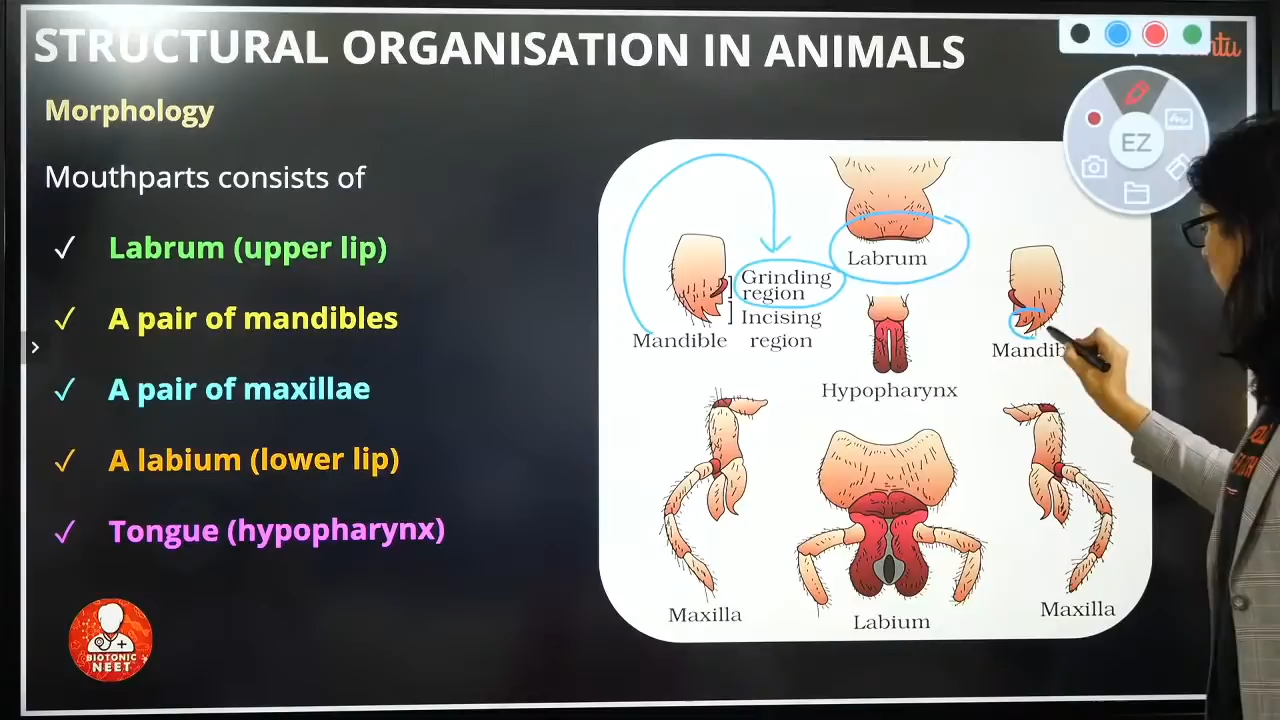 STRUCTURAL ORGANISATION IN ANIMALS
Morphology
Mouthparts consists of
✓ Labrum (upper lip)
✓ A pair of mandibles
✓ A pair of maxillae
✓ A labium (lower lip)
✓ Tongue (hypopharynx)
BIOTONIC
NEET
EZ
Labrum
Grinding
region
Incising
region
Mandible
Hypopharynx
Maxilla
Labium
Maxilla